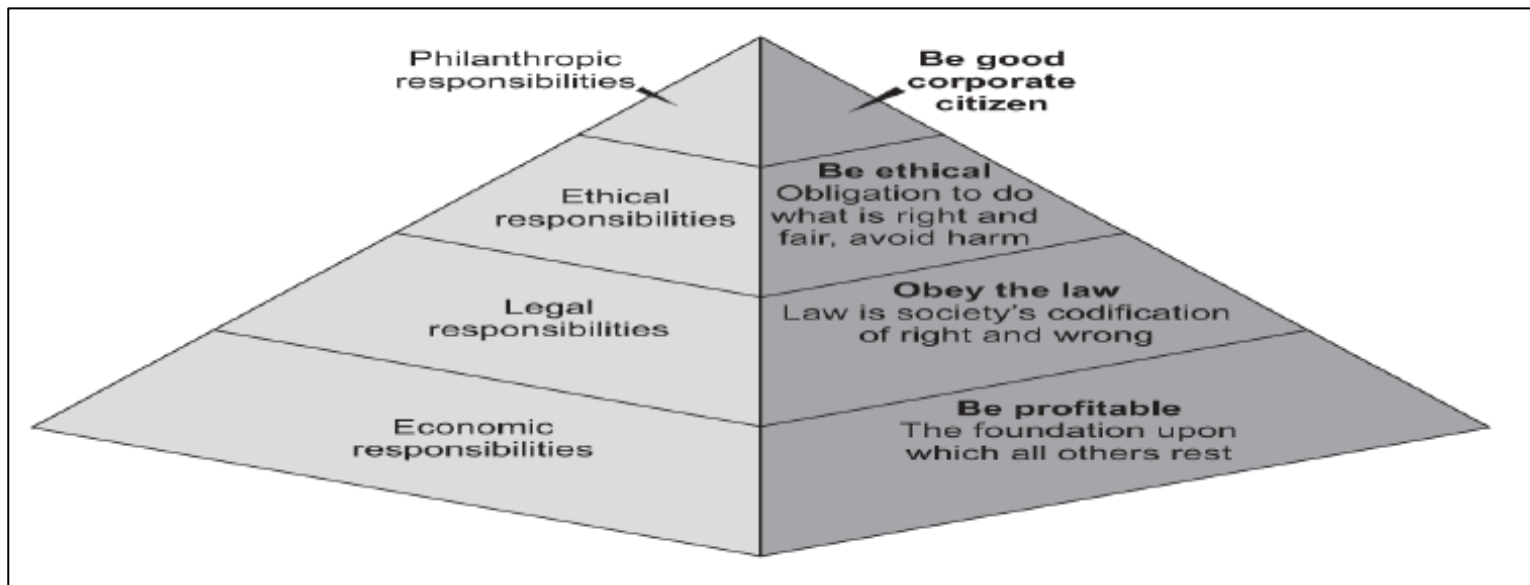 Philanthropic
responsibilities
Be good
corporate
citizen
Ethical
responsibilities
Be ethical
Obligation to do
what is right and
fair, avoid harm
Legal
responsibilities
Obey the law
Law is society's codification
of right and wrong
Economic
responsibilities
Be profitable
The foundation upon
which all others rest